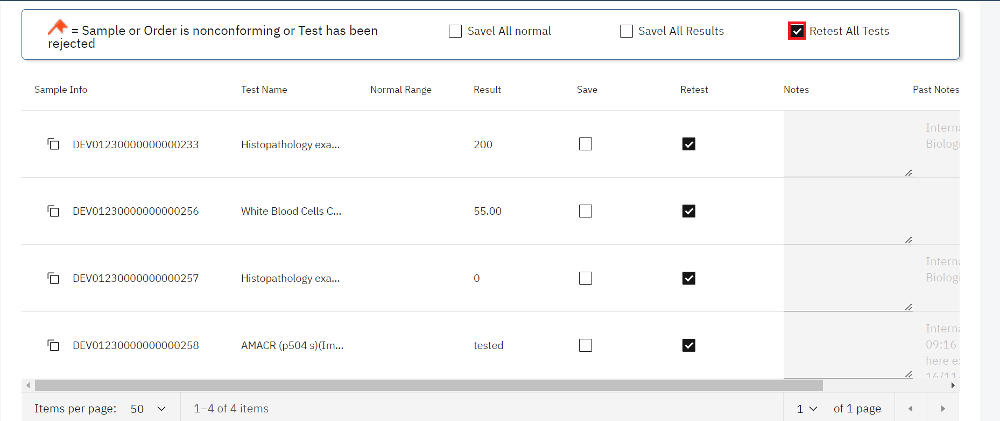 = Sample or Order is nonconforming or Test has been
rejected
Savel All normal
Savel All Results
Retest All Tests
Sample Info Test Name Normal Range Result Save Retest Notes Past Notes
Interna
DEV01230000000000233 Histopathology exa... 200 Biologi
DEV01230000000000256 White Blood Cells C... 55.00
Interna
DEV01230000000000257 Histopathology exa... 0 Biologi
Interna
DEV01230000000000258 AMACR (p504 s)(Im... tested 09:16
here ex
16/11/
Items per page: 50 1–4 of 4 items 1 of 1 page